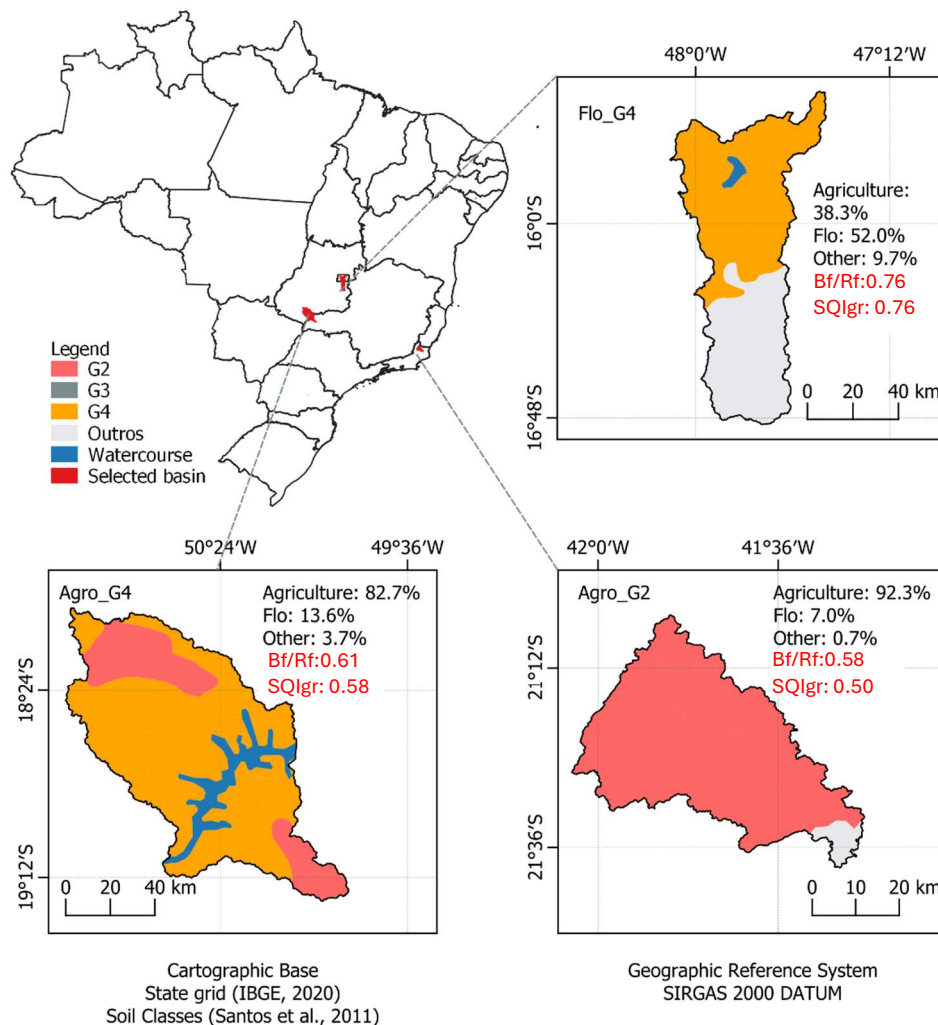 48°0'W 47°12'W
Flo_G4
Agriculture:
38.3%
Flo: 52.0%
Other: 9.7%
Bf/Rf:0.76
SQIgr: 0.76
16°0'S
16°48'S
0 20 40 km
Legend
G2
G3
G4
Outros
Watercourse
Selected basin
50°24'W 49°36'W
Agro_G4
Agriculture: 82.7%
Flo: 13.6%
Other: 3.7%
Bf/Rf:0.61
SQIgr: 0.58
18°24'S
19°12'S
0 20 40 km
42°0'W 41°36'W
Agro_G2
Agriculture: 92.3%
Flo: 7.0%
Other: 0.7%
Bf/Rf:0.58
SQIgr: 0.50
21°12'S
21°36'S
0 10 20 km
Cartographic Base
State grid (IBGE, 2020)
Soil Classes (Santos et al., 2011)
Geographic Reference System
SIRGAS 2000 DATUM